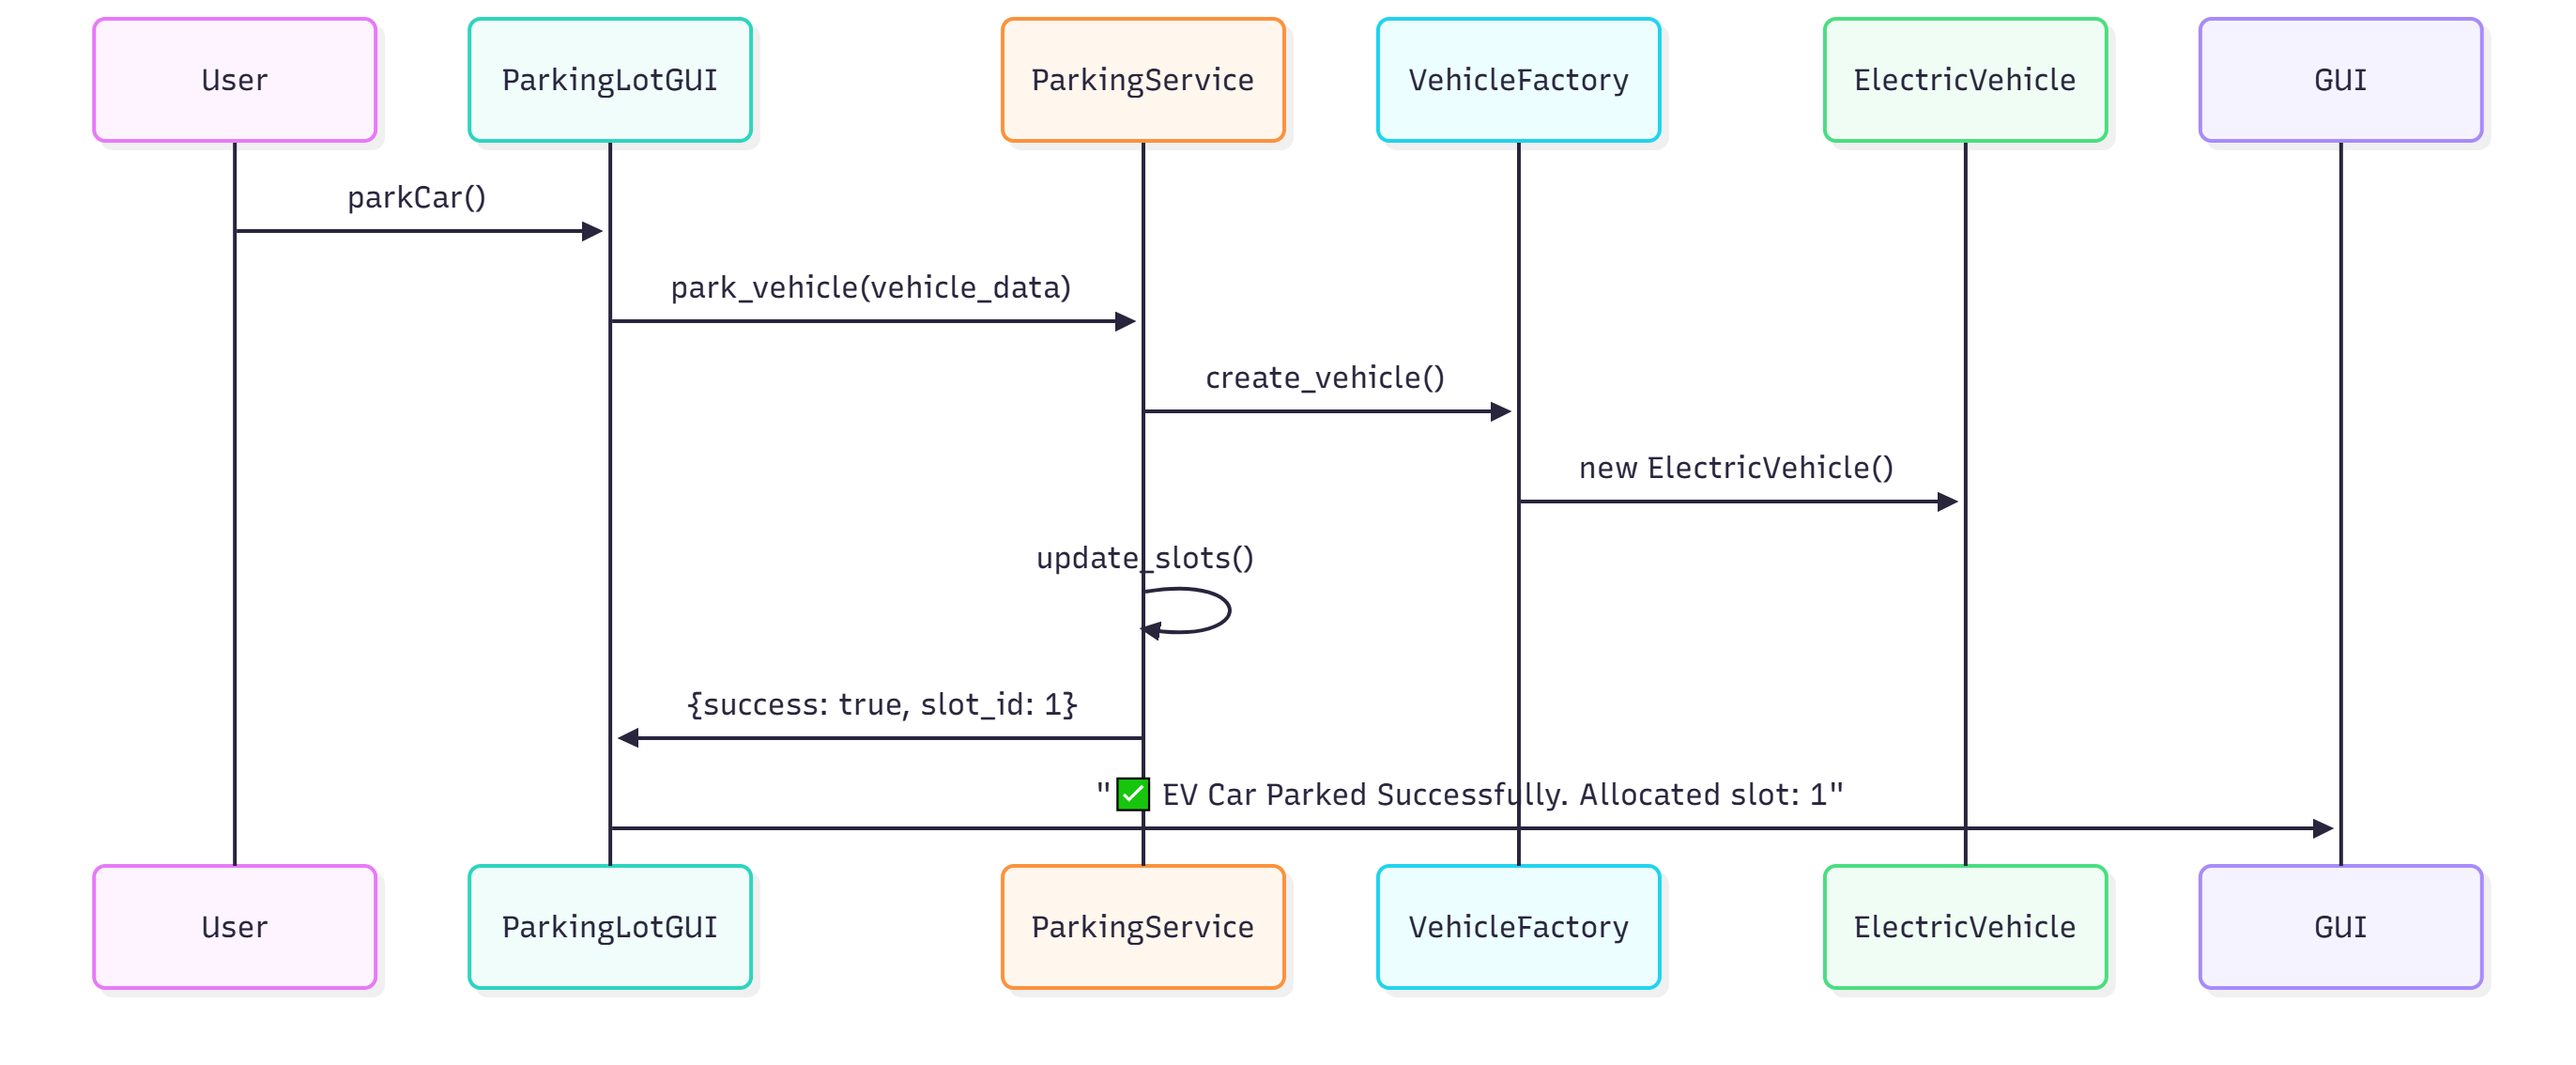 User
ParkingLotGUI
ParkingService
VehicleFactory
ElectricVehicle
GUI
parkCar()
park_vehicle(vehicle_data)
create_vehicle()
new ElectricVehicle()
update_slots()
{success: true, slot_id: 1}
"✅ EV Car Parked Successfully. Allocated slot: 1"
User
ParkingLotGUI
ParkingService
VehicleFactory
ElectricVehicle
GUI